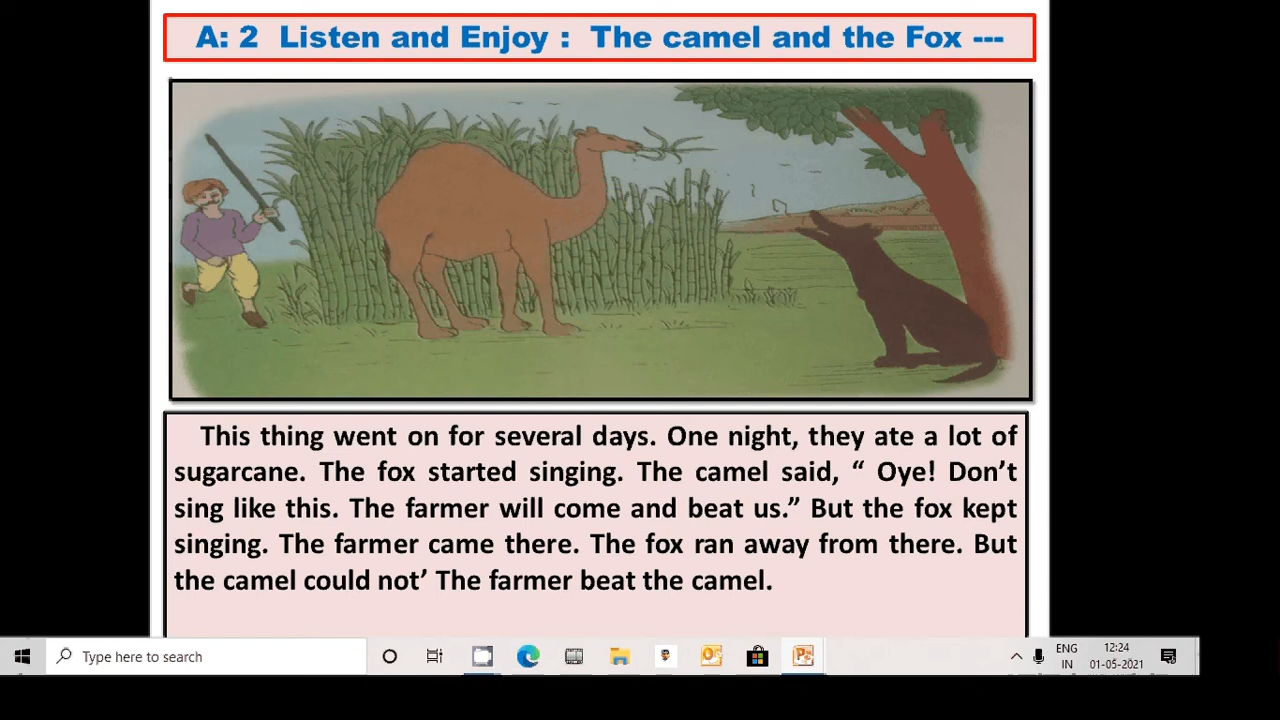 A: 2 Listen and Enjoy : The camel and the Fox ---
This thing went on for several days. One night, they ate a lot of
sugarcane. The fox started singing. The camel said, “ Oye! Don’t
sing like this. The farmer will come and beat us.” But the fox kept
singing. The farmer came there. The fox ran away from there. But
the camel could not’ The farmer beat the camel.
Type here to search
ENG
IN
12:24
01-05-2021